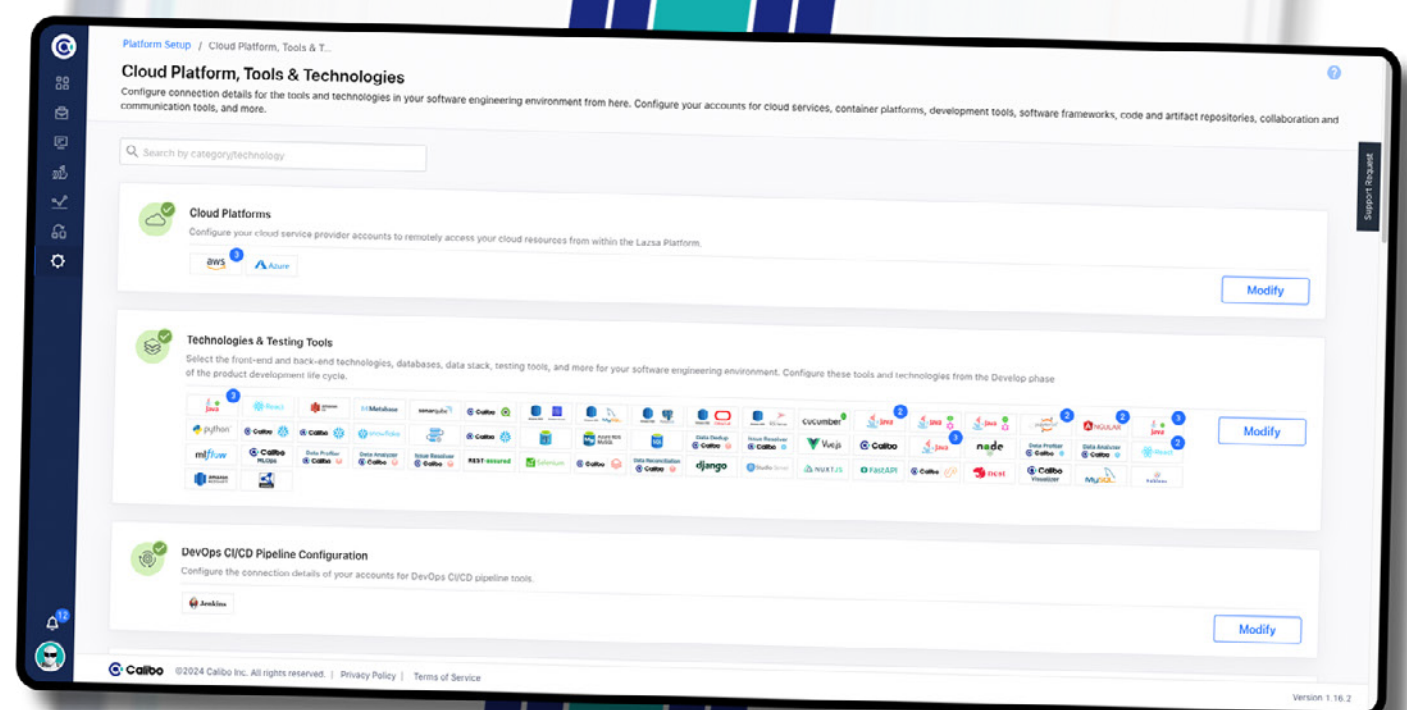 Platform Setup / Cloud Platform, Tools & T...
Cloud Platform, Tools & Technologies
Configure connection details for the tools and technologies in your software engineering environment from here. Configure your accounts for cloud services, container platforms, development tools, software frameworks, code and artifact repositories, collaboration and
communication tools, and more.
Search by category/technology
Support Request
Cloud Platforms
Configure your cloud service provider accounts to remotely access your cloud resources from within the Lazsa Platform.
aws 3 Azure
Modify
Technologies & Testing Tools
Select the front-end and back-end technologies, databases, data stack, testing tools, and more for your software engineering environment. Configure these tools and technologies from the Develop phase
of the product development life cycle.
Java 3 React Metabase sonarqube Calibo cucumber Java 2 Java Java 2 ANGULAR 2 Java 3
python Calibo Calibo snowflake Calibo Data Dedup Calibo Issue Resolver Calibo Vue.js Calibo Java 3 node Data Profiler Calibo Data Analyzer Calibo React 2
mlflow Calibo MLOps Data Profiler Calibo Data Analyzer Calibo Issue Resolver Calibo REST-assured Selenium Calibo Data Reconciliation Calibo django NUXTJS FastAPI Calibo nest Calibo Visualizer MySQL
Modify
DevOps CI/CD Pipeline Configuration
Configure the connection details of your accounts for DevOps CI/CD pipeline tools.
Jenkins
Modify
12
Calibo ©2024 Calibo Inc. All rights reserved. | Privacy Policy | Terms of Service
Version 1.16.2